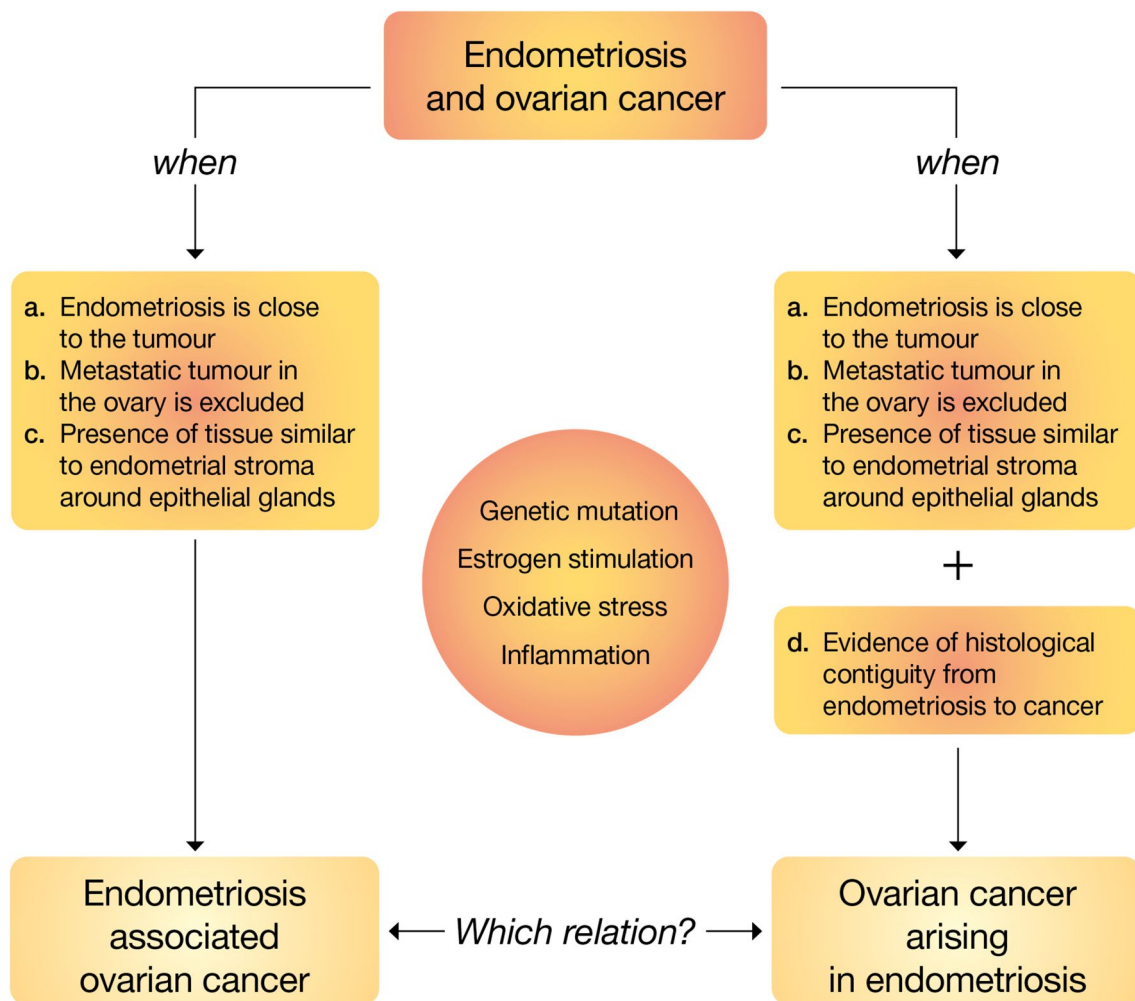 Endometriosis
and ovarian cancer
when
when
a. Endometriosis is close
to the tumour
b. Metastatic tumour in
the ovary is excluded
c. Presence of tissue similar
to endometrial stroma
around epithelial glands
a. Endometriosis is close
to the tumour
b. Metastatic tumour in
the ovary is excluded
c. Presence of tissue similar
to endometrial stroma
around epithelial glands
Genetic mutation
Estrogen stimulation
Oxidative stress
Inflammation
+
d. Evidence of histological
contiguity from
endometriosis to cancer
Endometriosis
associated
ovarian cancer
Which relation?
Ovarian cancer
arising
in endometriosis